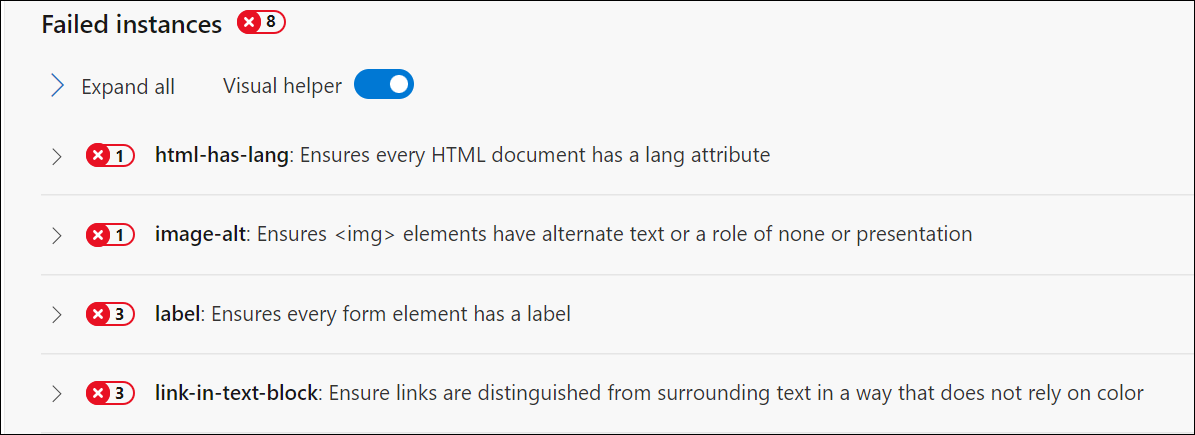 Failed instances 8
Expand all Visual helper
1 html-has-lang: Ensures every HTML document has a lang attribute
1 image-alt: Ensures <img> elements have alternate text or a role of none or presentation
3 label: Ensures every form element has a label
3 link-in-text-block: Ensure links are distinguished from surrounding text in a way that does not rely on color